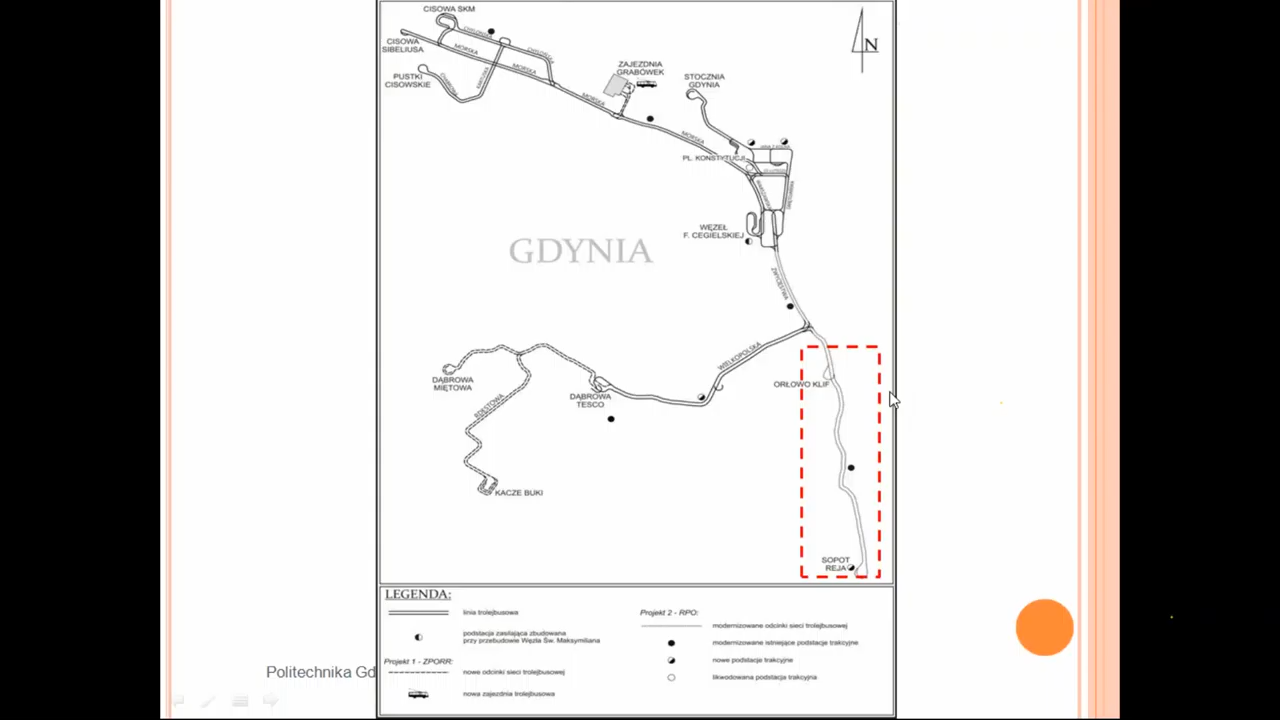 CISOWA SKM
CISOWA
SIBELIUSA
MORSKA
PUSTKI
CISOWSKIE
MORSKA
ZAJEZDNIA
GRABÓWEK
STOCZNIA
GDYNIA
N
MORSKA
MORSKA
PL. KONSTYTUCJI
WĘZEŁ
F. CEGIELSKIEJ
GDYNIA
ZWYCIĘSTWA
WIELKOPOLSKA
DĄBROWA
MIĘTOWA
ORŁOWO KLIF
DĄBROWA
TESCO
RDESTOWA
KACZE BUKI
SOPOT
REJA
LEGENDA:
linia trolejbusowa
podstacja zasilająca zbudowana
przy przebudowie Węzła Św. Maksymiliana
Projekt 1 - ZPORR:
nowe odcinki sieci trolejbusowej
nowa zajezdnia trolejbusowa
Projekt 2 - RPO:
modernizowane odcinki sieci trolejbusowej
modernizowane istniejące podstacje trakcyjne
nowe podstacje trakcyjne
likwidowana podstacja trakcyjna
Politechnika Gd